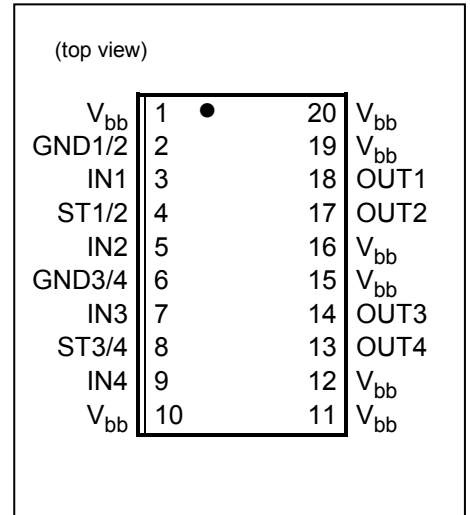 (top view)
Vbb 1 20 Vbb
GND1/2 2 19 Vbb
IN1 3 18 OUT1
ST1/2 4 17 OUT2
IN2 5 16 Vbb
GND3/4 6 15 Vbb
IN3 7 14 OUT3
ST3/4 8 13 OUT4
IN4 9 12 Vbb
Vbb 10 11 Vbb